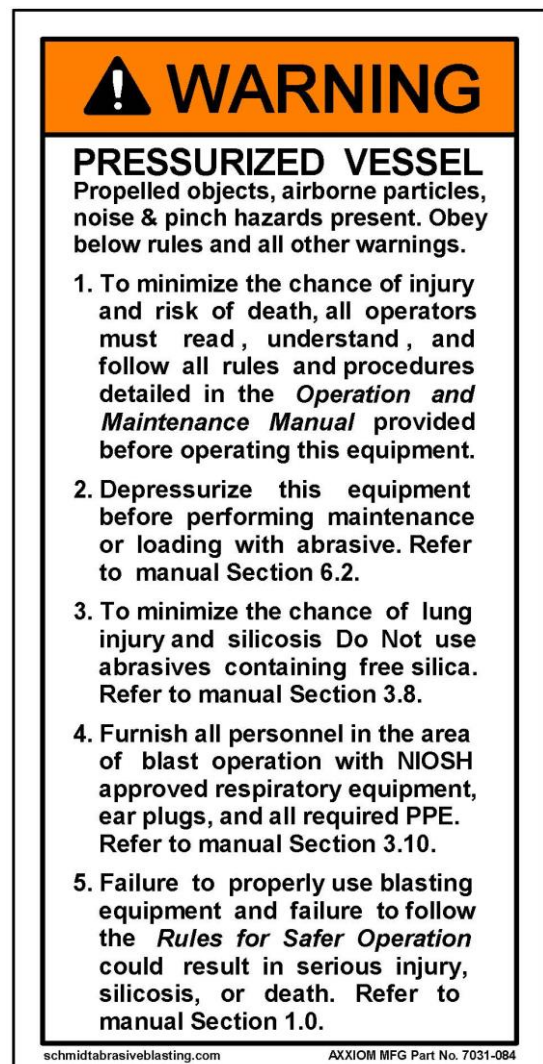 WARNING
PRESSURIZED VESSEL
Propelled objects, airborne particles,
noise & pinch hazards present. Obey
below rules and all other warnings.
1. To minimize the chance of injury
and risk of death, all operators
must read, understand, and
follow all rules and procedures
detailed in the Operation and
Maintenance Manual provided
before operating this equipment.
2. Depressurize this equipment
before performing maintenance
or loading with abrasive. Refer
to manual Section 6.2.
3. To minimize the chance of lung
injury and silicosis Do Not use
abrasives containing free silica.
Refer to manual Section 3.8.
4. Furnish all personnel in the area
of blast operation with NIOSH
approved respiratory equipment,
ear plugs, and all required PPE.
Refer to manual Section 3.10.
5. Failure to properly use blasting
equipment and failure to follow
the Rules for Safer Operation
could result in serious injury,
silicosis, or death. Refer to
manual Section 1.0.
schmidtabrasiveblasting.com AXXIOM MFG Part No. 7031-084